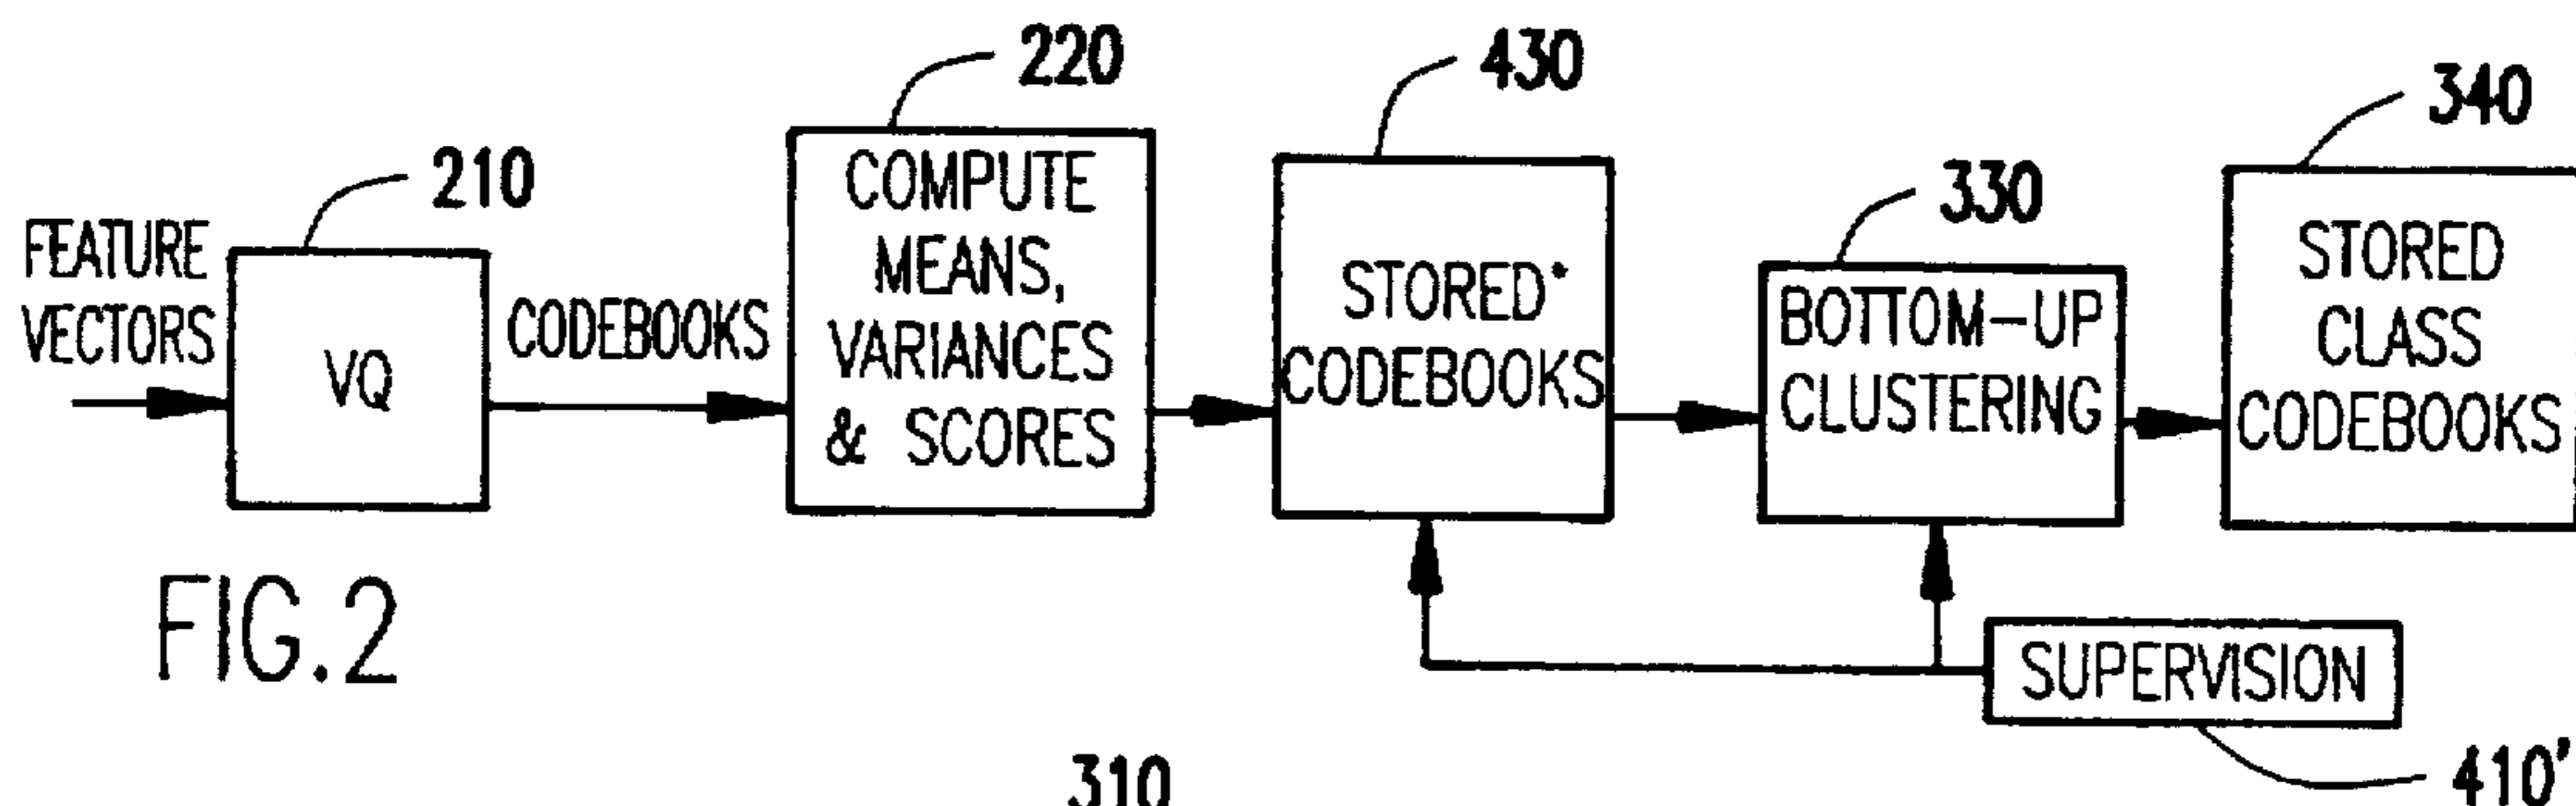 220
430
340
210
330
FEATURE
VECTORS
VQ
CODEBOOKS
COMPUTE
MEANS,
VARIANCES
& SCORES
STORED
CODEBOOKS
BOTTOM-UP
CLUSTERING
STORED
CLASS
CODEBOOKS
FIG.2
SUPERVISION
310
410'